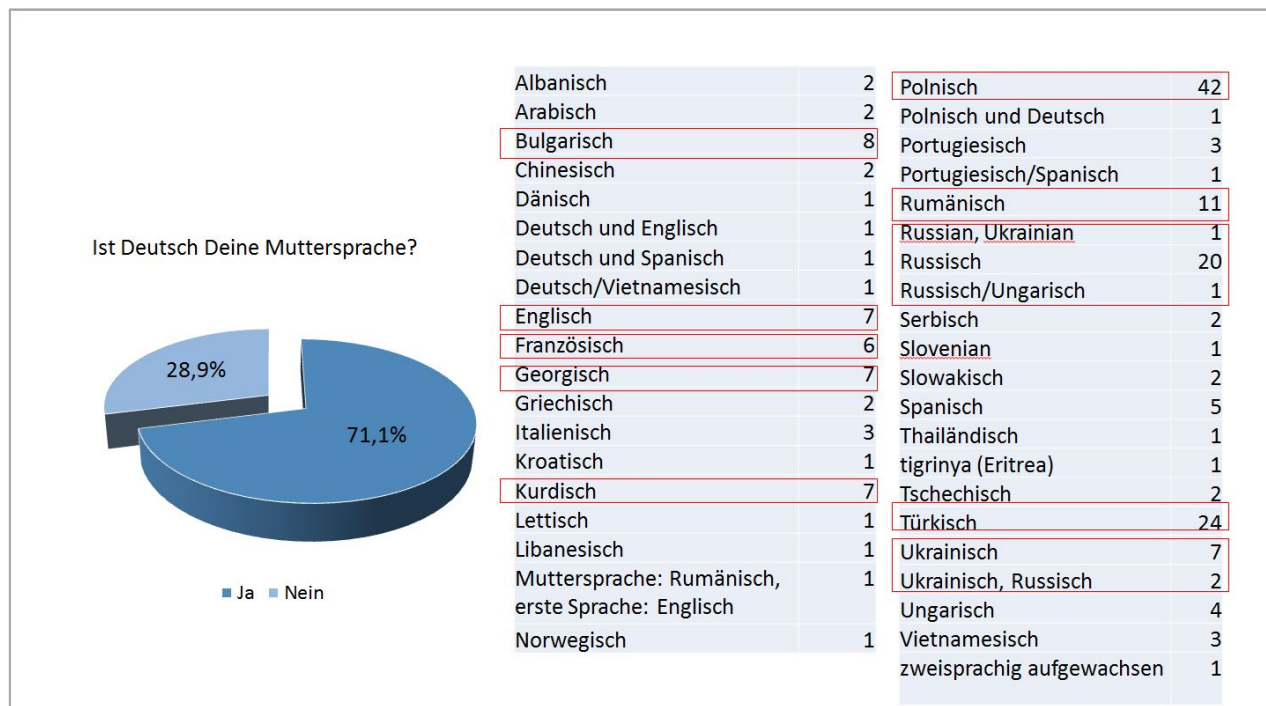 Ist Deutsch Deine Muttersprache?
28,9%
71,1%
Ja Nein
Albanisch 2
Arabisch 2
Bulgarisch 8
Chinesisch 2
Dänisch 1
Deutsch und Englisch 1
Deutsch und Spanisch 1
Deutsch/Vietnamesisch 1
Englisch 7
Französisch 6
Georgisch 7
Griechisch 2
Italienisch 3
Kroatisch 1
Kurdisch 7
Lettisch 1
Libanesisch 1
Muttersprache: Rumänisch, 1
erste Sprache: Englisch
Norwegisch 1
Polnisch 42
Polnisch und Deutsch 1
Portugiesisch 3
Portugiesisch/Spanisch 1
Rumänisch 11
Russian, Ukrainian 1
Russisch 20
Russisch/Ungarisch 1
Serbisch 2
Slovenian 1
Slowakisch 2
Spanisch 5
Thailändisch 1
tigrinya (Eritrea) 1
Tschechisch 2
Türkisch 24
Ukrainisch 7
Ukrainisch, Russisch 2
Ungarisch 4
Vietnamesisch 3
zweisprachig aufgewachsen 1